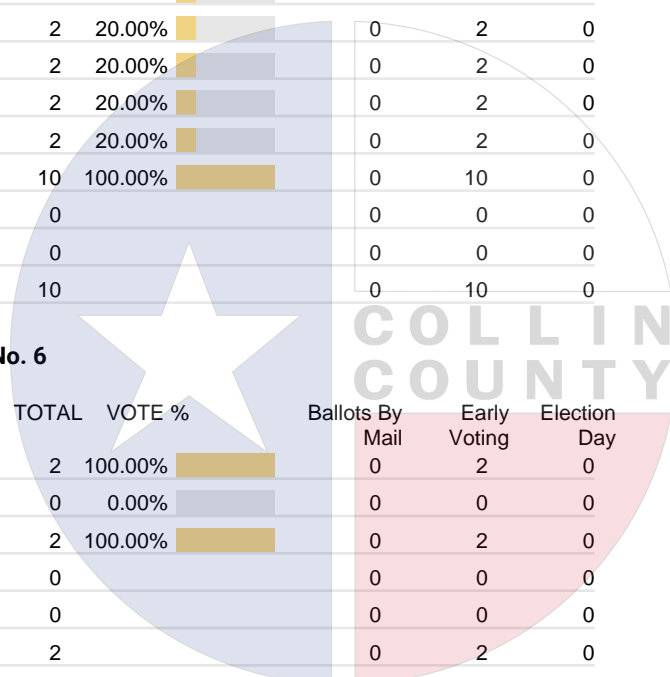 2 20.00% 0 2 0
2 20.00% 0 2 0
2 20.00% 0 2 0
2 20.00% 0 2 0
10 100.00% 0 10 0
0 0 0 0
0 0 0 0
10 0 10 0
COLLIN
No. 6
COUNTY
TOTAL VOTE % Ballots By Early Election
Mail Voting Day
2 100.00% 0 2 0
0 0.00% 0 0 0
2 100.00% 0 2 0
0 0 0 0
0 0 0 0
2 0 2 0